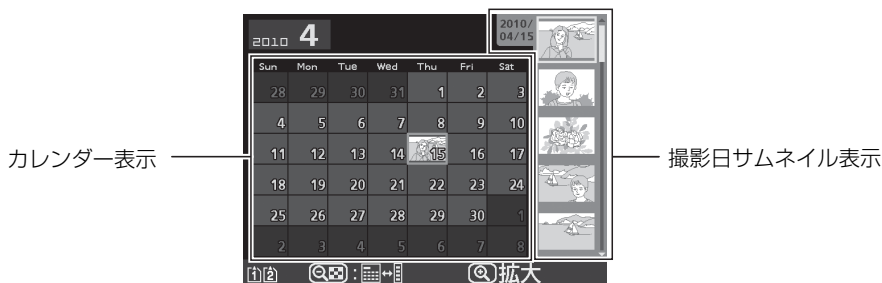 2010 4
2010/
04/15
Sun Mon Tue Wed Thu Fri Sat
28 29 30 31 1 2 3
4 5 6 7 8 9 10
11 12 13 14 15 16 17
18 19 20 21 22 23 24
25 26 27 28 29 30 1
2 3 4 5 6 7 8
カレンダー表示
撮影日サムネイル表示
1 2 : 拡大